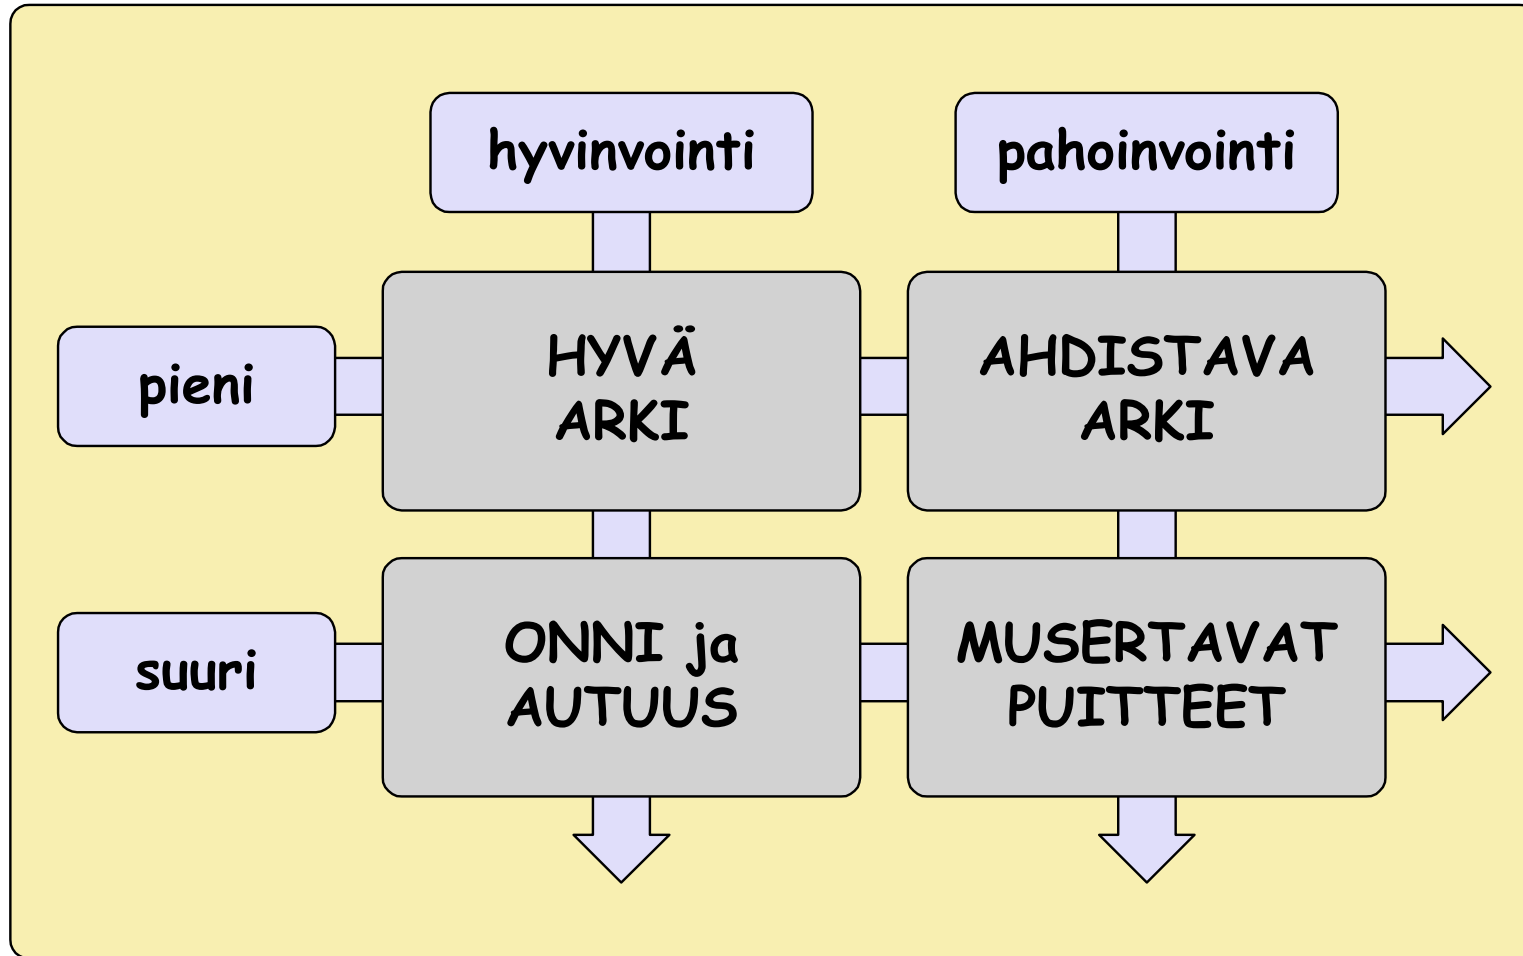 hyvinvointi
pahoinvointi
pieni
HYVÄ
ARKI
AHDISTAVA
ARKI
suuri
ONNI ja
AUTUUS
MUSERTAVAT
PUITTEET